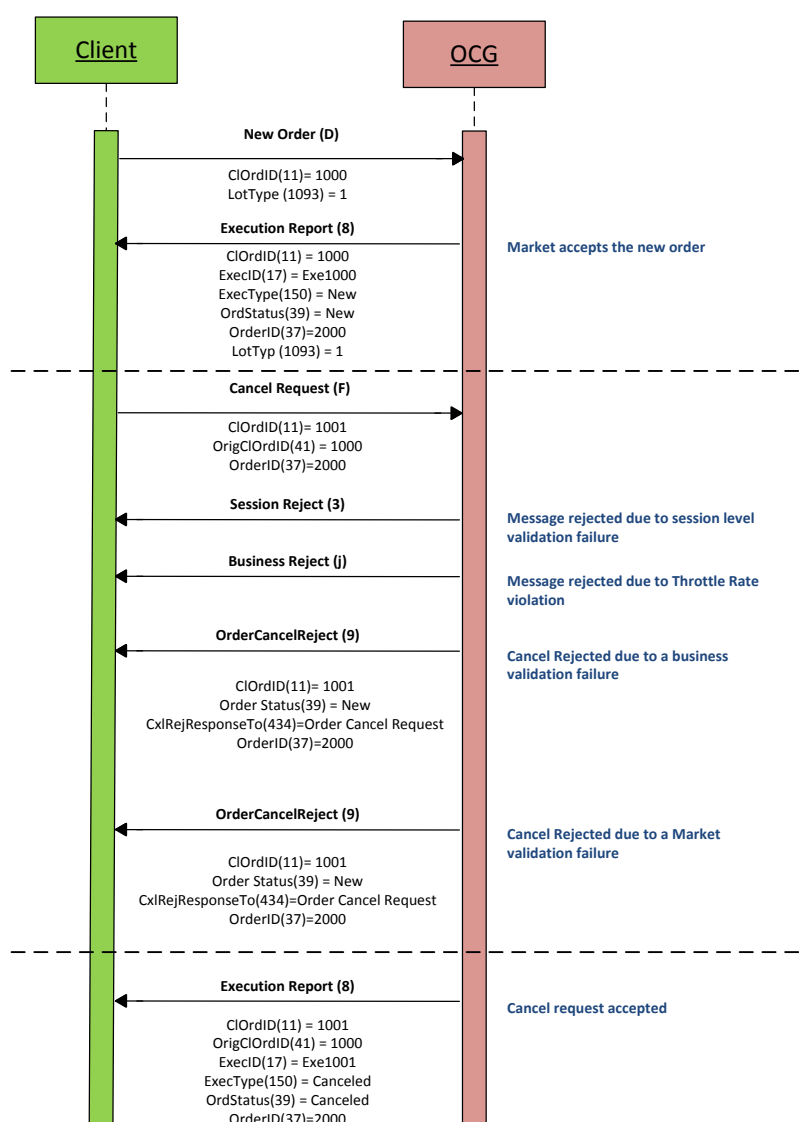 Client
OCG
New Order (D)
ClOrdID(11)= 1000
LotType (1093) = 1
Execution Report (8)
Market accepts the new order
ClOrdID(11) = 1000
ExecID(17) = Exe1000
ExecType(150) = New
OrdStatus(39) = New
OrderID(37)=2000
LotTyp (1093) = 1
Cancel Request (F)
ClOrdID(11)= 1001
OrigClOrdID(41) = 1000
OrderID(37)=2000
Session Reject (3)
Message rejected due to session level
validation failure
Business Reject (j)
Message rejected due to Throttle Rate
violation
OrderCancelReject (9)
Cancel Rejected due to a business
validation failure
ClOrdID(11)= 1001
Order Status(39) = New
CxlRejResponseTo(434)=Order Cancel Request
OrderID(37)=2000
OrderCancelReject (9)
Cancel Rejected due to a Market
validation failure
ClOrdID(11)= 1001
Order Status(39) = New
CxlRejResponseTo(434)=Order Cancel Request
OrderID(37)=2000
Execution Report (8)
Cancel request accepted
ClOrdID(11) = 1001
OrigClOrdID(41) = 1000
ExecID(17) = Exe1001
ExecType(150) = Canceled
OrdStatus(39) = Canceled
OrderID(37)=2000